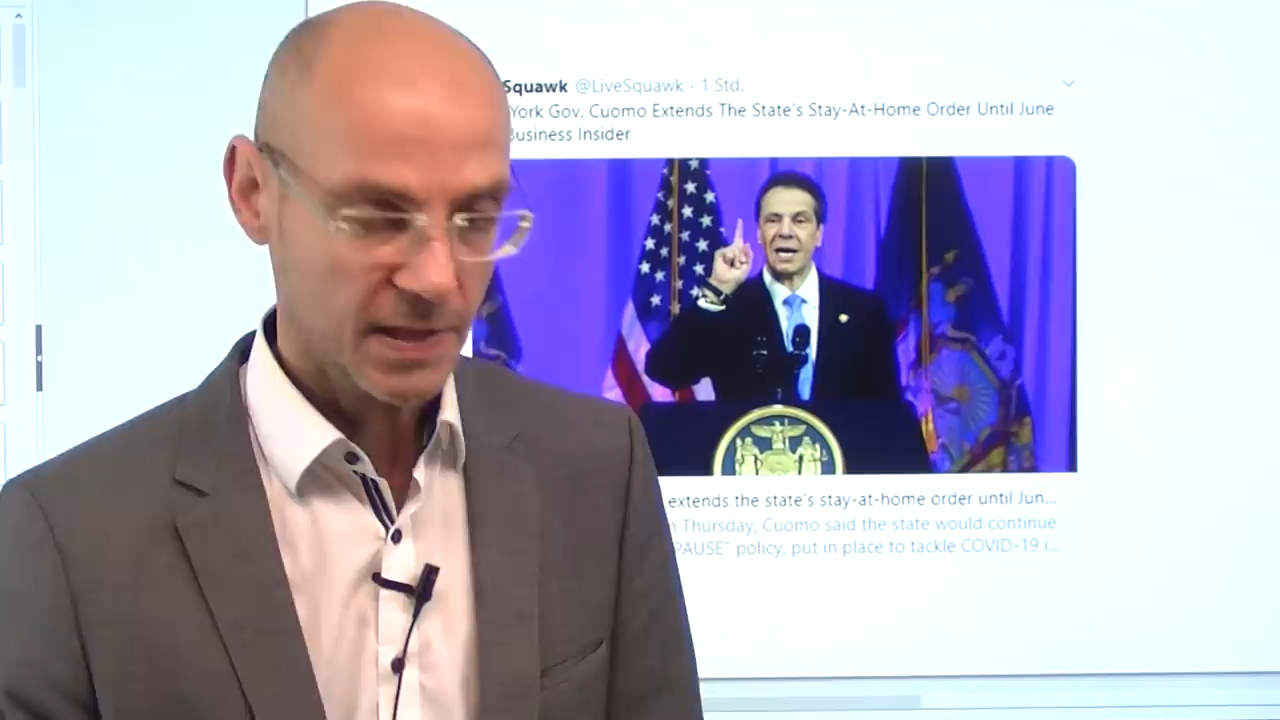 Squawk @LiveSquawk · 1 Std.
York Gov. Cuomo Extends The State's Stay-At-Home Order Until June
Business Insider
extends the state's stay-at-home order until Jun...
Thursday, Cuomo said the state would continue
PAUSE" policy, put in place to tackle COVID-19 i...